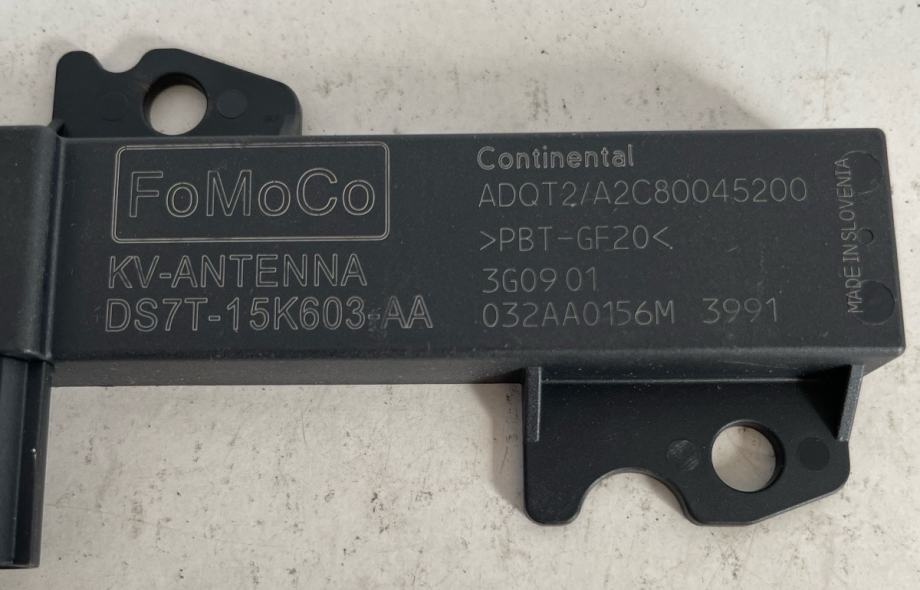 FoMoCo
KV-ANTENNA
DS7T-15K603-AA
Continental
ADQT2/A2C80045200
>PBT-GF20<
3G09 01
032AA0156M 3991
MADE IN SLOVENIA